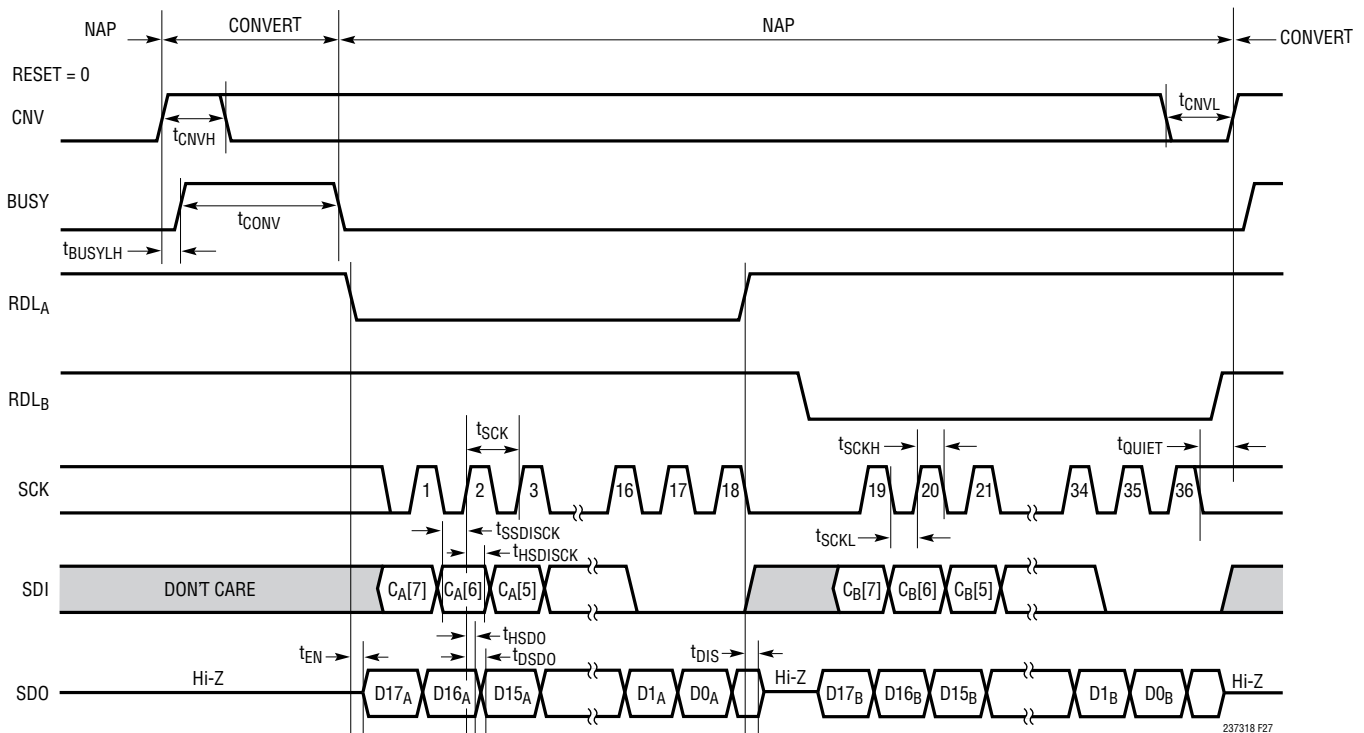 NAP CONVERT NAP CONVERT
RESET = 0
CNV
tCNVH
tCNVL
BUSY
tCONV
tBUSYLH
RDLA
RDLB
tSCK
tSCKH
tQUIET
SCK 1 2 3 16 17 18 19 20 21 34 35 36
tSSDISCK
tHSDISCK
tSCKL
SDI DON'T CARE CA[7] CA[6] CA[5] CB[7] CB[6] CB[5]
tHSDO
tEN
tDSDO
tDIS
SDO Hi-Z D17A D16A D15A D1A D0A Hi-Z D17B D16B D15B D1B D0B Hi-Z
237318 F27